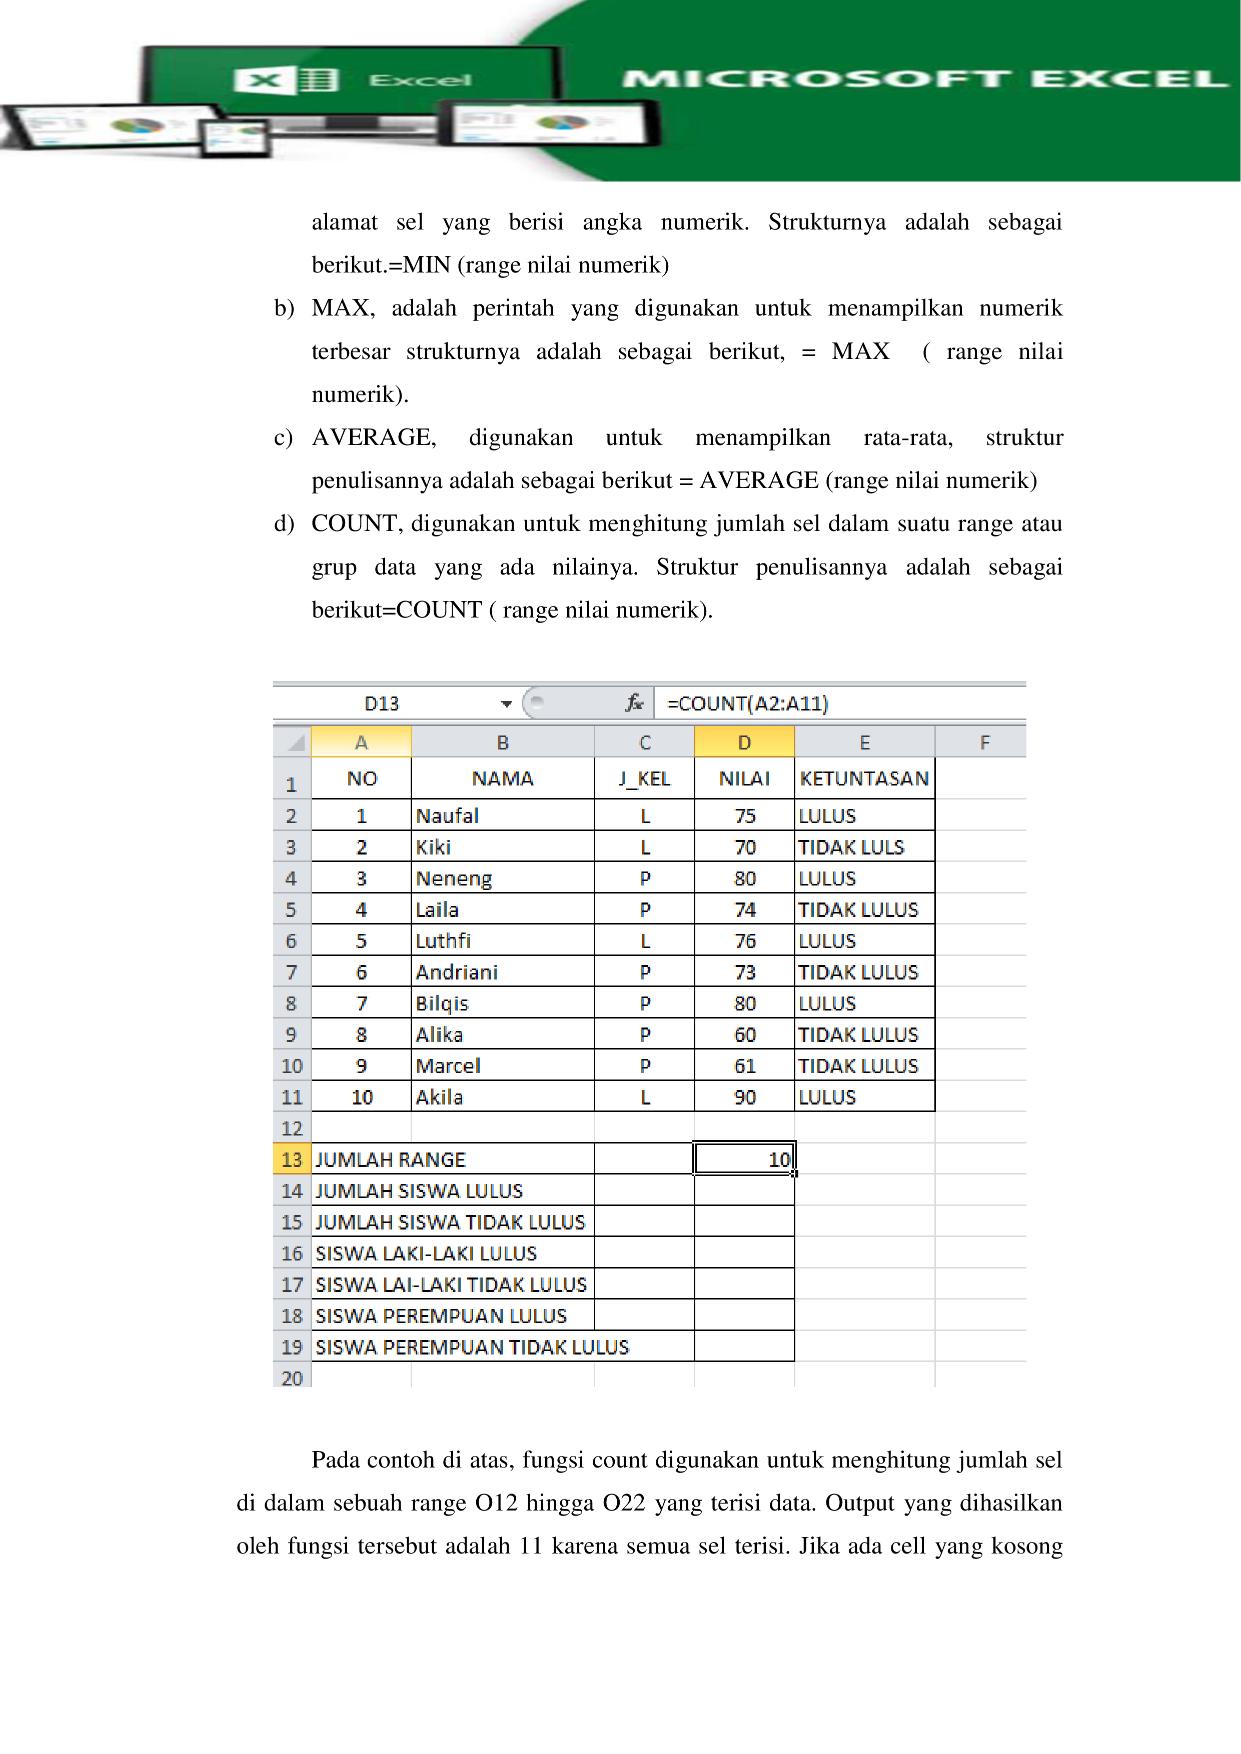 Excel
MICROSOFT EXCEL
alamat sel yang berisi angka numerik. Strukturnya adalah sebagai
berikut.=MIN (range nilai numerik)
b) MAX, adalah perintah yang digunakan untuk menampilkan numerik
terbesar strukturnya adalah sebagai berikut, = MAX ( range nilai
numerik).
c) AVERAGE, digunakan untuk menampilkan rata-rata, struktur
penulisannya adalah sebagai berikut = AVERAGE (range nilai numerik)
d) COUNT, digunakan untuk menghitung jumlah sel dalam suatu range atau
grup data yang ada nilainya. Struktur penulisannya adalah sebagai
berikut=COUNT ( range nilai numerik).
D13 fx =COUNT(A2:A11)
A B C D E F
1 NO NAMA J_KEL NILAI KETUNTASAN
2 1 Naufal L 75 LULUS
3 2 Kiki L 70 TIDAK LULS
4 3 Neneng P 80 LULUS
5 4 Laila P 74 TIDAK LULUS
6 5 Luthfi L 76 LULUS
7 6 Andriani P 73 TIDAK LULUS
8 7 Bilqis P 80 LULUS
9 8 Alika P 60 TIDAK LULUS
10 9 Marcel P 61 TIDAK LULUS
11 10 Akila L 90 LULUS
12
13 JUMLAH RANGE 10
14 JUMLAH SISWA LULUS
15 JUMLAH SISWA TIDAK LULUS
16 SISWA LAKI-LAKI LULUS
17 SISWA LAI-LAKI TIDAK LULUS
18 SISWA PEREMPUAN LULUS
19 SISWA PEREMPUAN TIDAK LULUS
20
Pada contoh di atas, fungsi count digunakan untuk menghitung jumlah sel
di dalam sebuah range O12 hingga O22 yang terisi data. Output yang dihasilkan
oleh fungsi tersebut adalah 11 karena semua sel terisi. Jika ada cell yang kosong